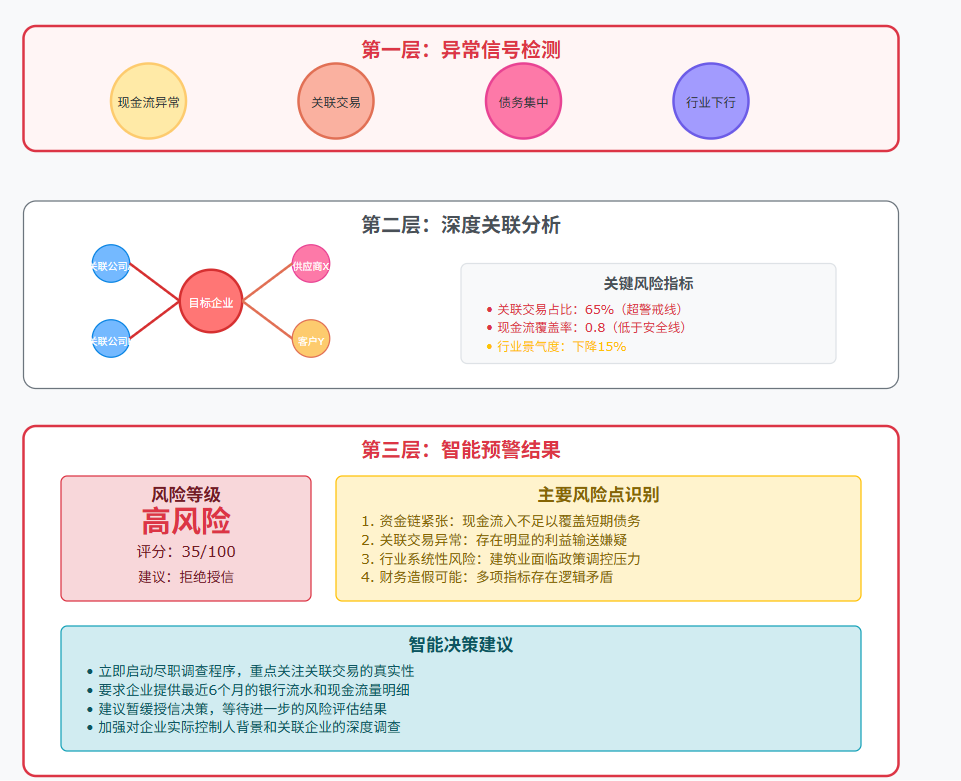 第一层：异常信号检测
现金流异常
关联交易
债务集中
行业下行
第二层：深度关联分析
关联公司
供应商X
目标企业
关联公司
客户Y
关键风险指标
• 关联交易占比：65%（超警戒线）
• 现金流覆盖率：0.8（低于安全线）
• 行业景气度：下降15%
第三层：智能预警结果
风险等级
高风险
评分：35/100
建议：拒绝授信
主要风险点识别
1. 资金链紧张：现金流入不足以覆盖短期债务
2. 关联交易异常：存在明显的利益输送嫌疑
3. 行业系统性风险：建筑业面临政策调控压力
4. 财务造假可能：多项指标存在逻辑矛盾
智能决策建议
• 立即启动尽职调查程序，重点关注关联交易的真实性
• 要求企业提供最近6个月的银行流水和现金流量明细
• 建议暂缓授信决策，等待进一步的风险评估结果
• 加强对企业实际控制人背景和关联企业的深度调查